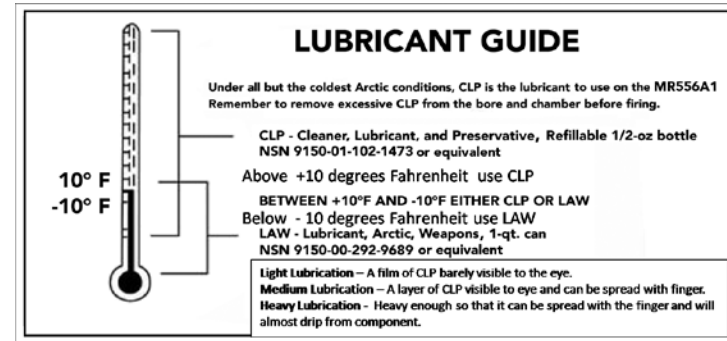 LUBRICANT GUIDE
Under all but the coldest Arctic conditions, CLP is the lubricant to use on the MR556A1
Remember to remove excessive CLP from the bore and chamber before firing.
CLP - Cleaner, Lubricant, and Preservative, Refillable 1/2-oz bottle
NSN 9150-01-102-1473 or equivalent
10° F
Above +10 degrees Fahrenheit use CLP
-10° F
BETWEEN +10°F AND -10°F EITHER CLP OR LAW
Below - 10 degrees Fahrenheit use LAW
LAW - Lubricant, Arctic, Weapons, 1-qt. can
NSN 9150-00-292-9689 or equivalent
Light Lubrication – A film of CLP barely visible to the eye.
Medium Lubrication – A layer of CLP visible to eye and can be spread with finger.
Heavy Lubrication - Heavy enough so that it can be spread with the finger and will
almost drip from component.